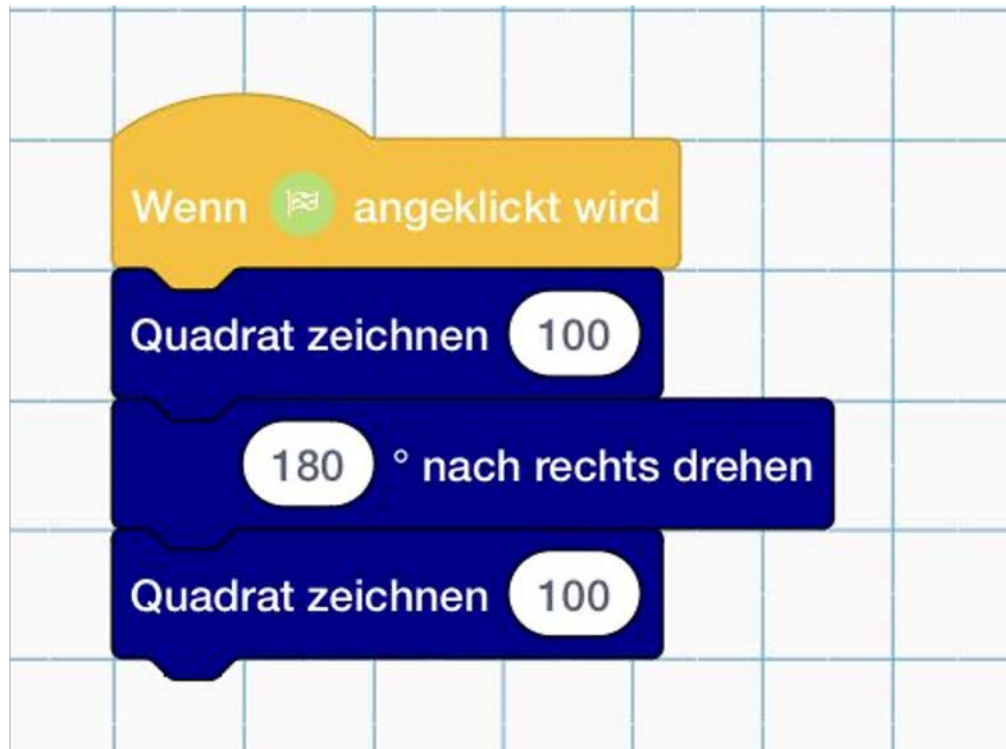 Wenn angeklickt wird
Quadrat zeichnen 100
180 ° nach rechts drehen
Quadrat zeichnen 100